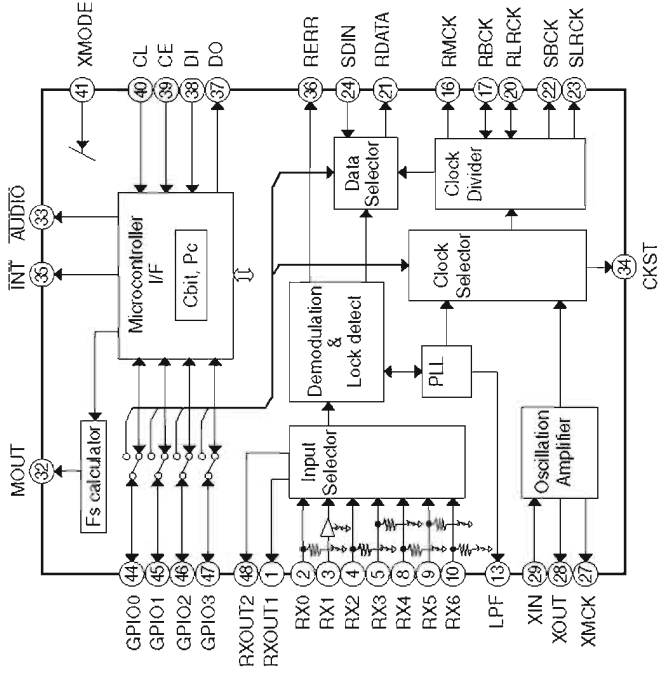 MOUT
32
INT
35
AUDIO
33
41
XMODE
Fs calculator
Microcontroller
I/F
Cbit, Pc
40
CL
39
CE
38
DI
37
DO
GPIO0
44
GPIO1
45
GPIO2
46
GPIO3
47
RXOUT2
48
RXOUT1
1
RX0
2
RX1
3
RX2
4
RX3
5
RX4
8
RX5
9
RX6
10
LPF
13
XIN
29
XOUT
28
XMCK
27
Input
Selector
Demodulation
&
Lock detect
PLL
Oscillation
Amplifier
Data
Selector
Clock
Selector
Clock
Divider
36
RERR
24
SDIN
21
RDATA
16
RMCK
17
RBCK
20
RLRCK
22
SBCK
23
SLRCK
34
CKST